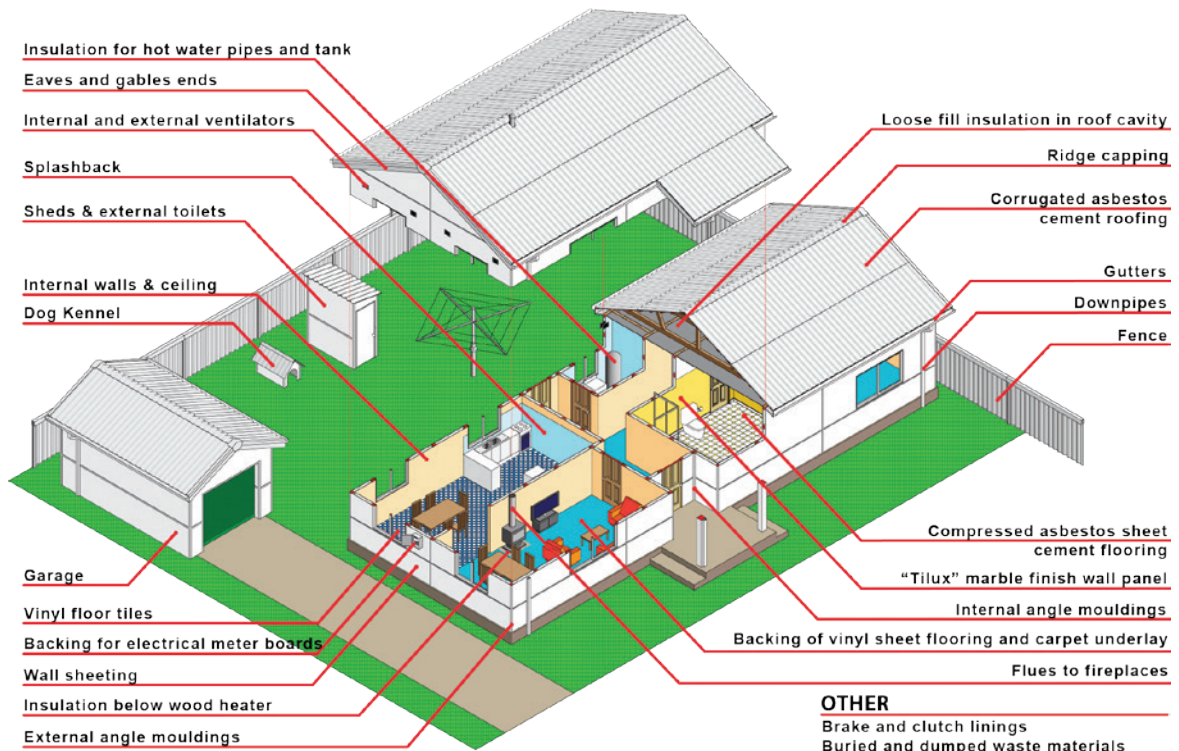 Insulation for hot water pipes and tank
Eaves and gables ends
Internal and external ventilators
Splashback
Sheds & external toilets
Internal walls & ceiling
Dog Kennel
Garage
Vinyl floor tiles
Backing for electrical meter boards
Wall sheeting
Insulation below wood heater
External angle mouldings
Loose fill insulation in roof cavity
Ridge capping
Corrugated asbestos
cement roofing
Gutters
Downpipes
Fence
Compressed asbestos sheet
cement flooring
“Tilux” marble finish wall panel
Internal angle mouldings
Backing of vinyl sheet flooring and carpet underlay
Flues to fireplaces
OTHER
Brake and clutch linings
Buried and dumped waste materials